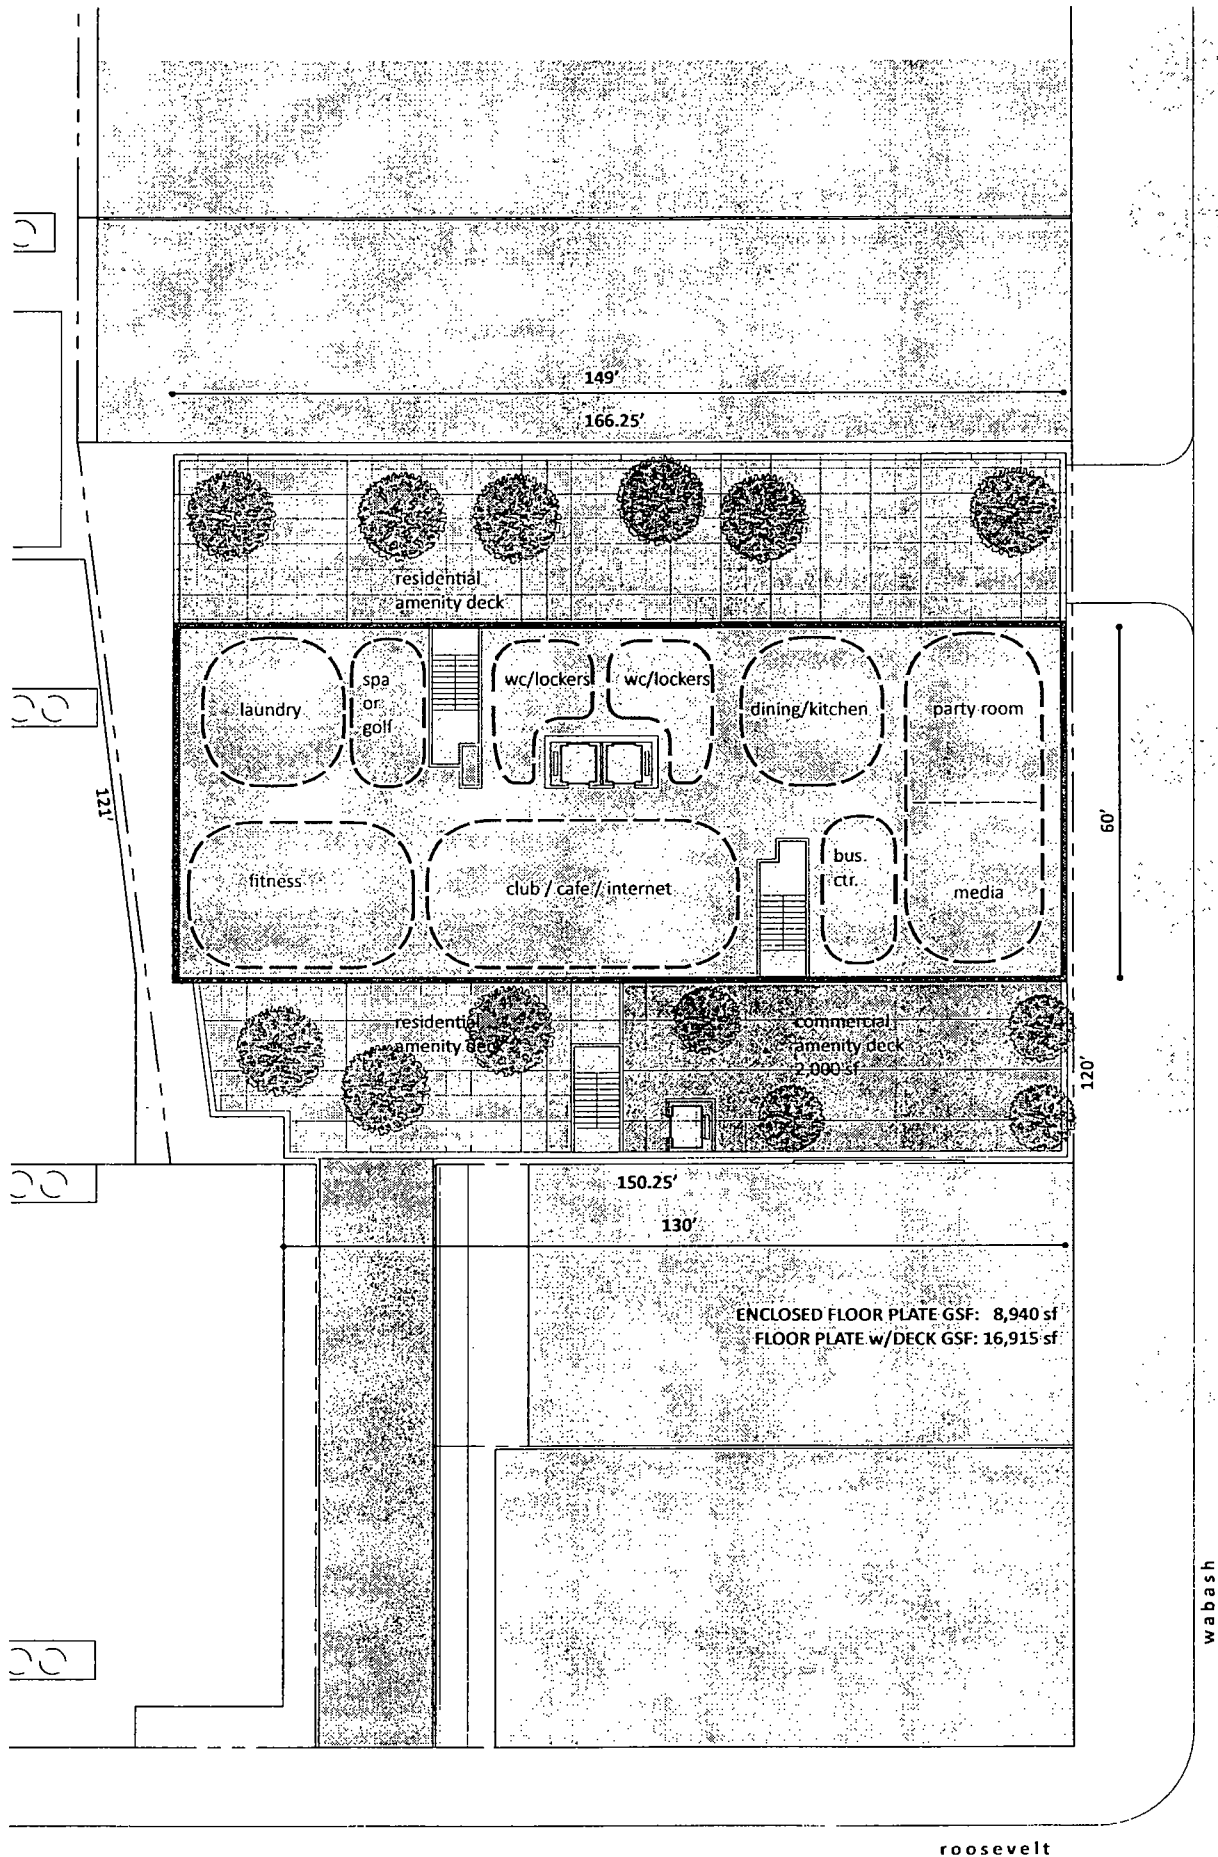 149'
166.25'
residential
amenity deck
laundry
spa
or
golf
wc/lockers
wc/lockers
dining/kitchen
party room
121'
60'
fitness
club / cafe / internet
bus.
ctr.
media
residential
amenity deck
commercial
amenity deck
2,000 sf
120'
150.25'
130'
ENCLOSED FLOOR PLATE GSF: 8,940 sf
FLOOR PLATE w/DECK GSF: 16,915 sf
wabash
roosevelt